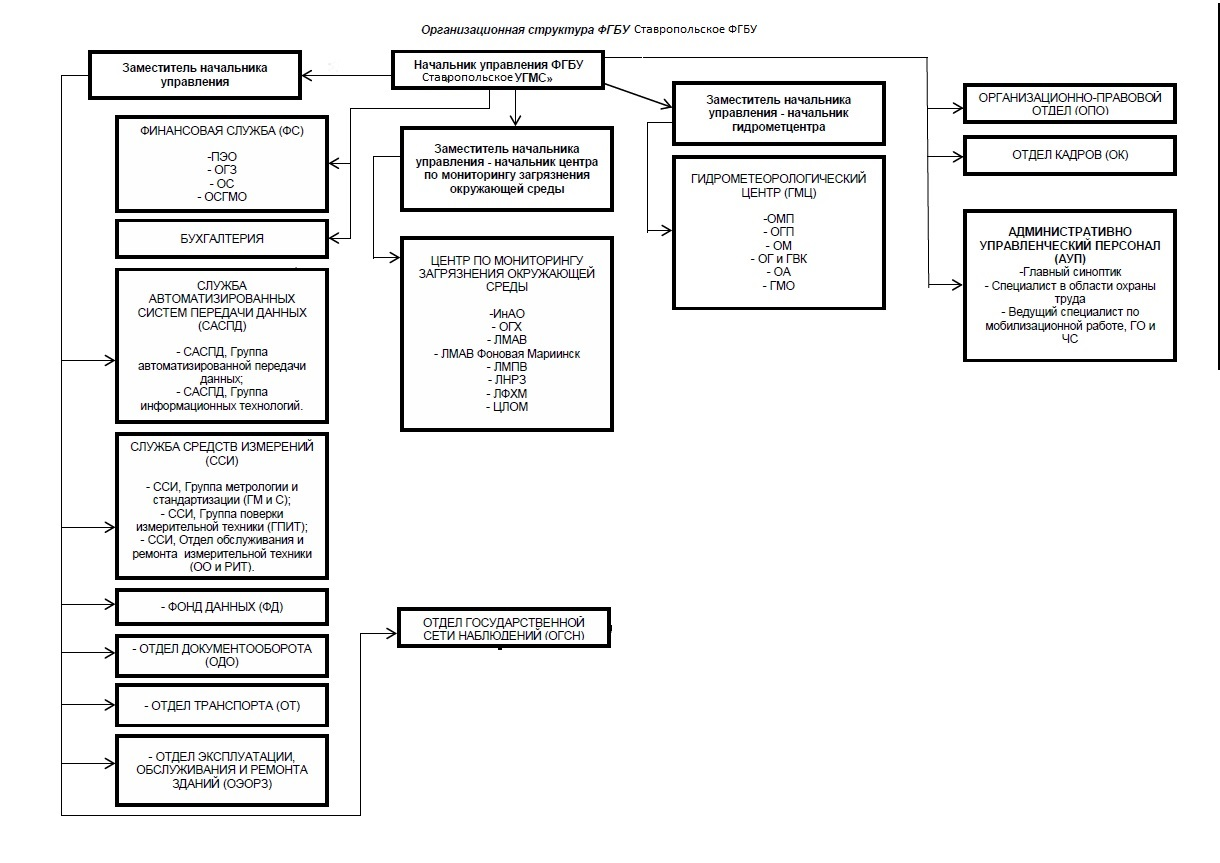 Организационная структура ФГБУ Ставропольское ФГБУ
Заместитель начальника
управления
Начальник управления ФГБУ
Ставропольское УГМС»
Заместитель начальника
управления - начальник
гидрометцентра
ОРГАНИЗАЦИОННО-ПРАВОВОЙ
ОТДЕЛ (ОПО)
ОТДЕЛ КАДРОВ (ОК)
ФИНАНСОВАЯ СЛУЖБА (ФС)
-ПЭО
- ОГЗ
- ОС
- ОСГМО
Заместитель начальника
управления - начальник центра
по мониторингу загрязнения
окружающей среды
ГИДРОМЕТЕОРОЛОГИЧЕСКИЙ
ЦЕНТР (ГМЦ)
-ОМП
- ОГП
- ОМ
- ОГ и ГВК
- ОА
- ГМО
АДМИНИСТРАТИВНО
УПРАВЛЕНЧЕСКИЙ ПЕРСОНАЛ
(АУП)
-Главный синоптик
- Специалист в области охраны
труда
- Ведущий специалист по
мобилизационной работе, ГО и
ЧС
БУХГАЛТЕРИЯ
ЦЕНТР ПО МОНИТОРИНГУ
ЗАГРЯЗНЕНИЯ ОКРУЖАЮЩЕЙ
СРЕДЫ
-ИнАО
- ОГХ
- ЛМАВ
- ЛМАВ Фоновая Мариинск
- ЛМПВ
- ЛНРЗ
- ЛФХМ
- ЦЛОМ
СЛУЖБА
АВТОМАТИЗИРОВАННЫХ
СИСТЕМ ПЕРЕДАЧИ ДАННЫХ
(САСПД)
- САСПД, Группа
автоматизированной передачи
данных;
- САСПД, Группа
информационных технологий.
СЛУЖБА СРЕДСТВ ИЗМЕРЕНИЙ
(ССИ)
- ССИ, Группа метрологии и
стандартизации (ГМ и С);
- ССИ, Группа поверки
измерительной техники (ГПИТ);
- ССИ, Отдел обслуживания и
ремонта измерительной техники
(ОО и РИТ).
- ФОНД ДАННЫХ (ФД)
ОТДЕЛ ГОСУДАРСТВЕННОЙ
СЕТИ НАБЛЮДЕНИЙ (ОГСН)
- ОТДЕЛ ДОКУМЕНТООБОРОТА
(ОДО)
- ОТДЕЛ ТРАНСПОРТА (ОТ)
- ОТДЕЛ ЭКСПЛУАТАЦИИ,
ОБСЛУЖИВАНИЯ И РЕМОНТА
ЗДАНИЙ (ОЭОРЗ)